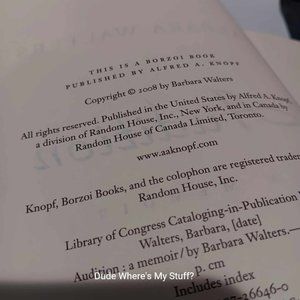 THIS IS A BORZOI BOOK
PUBLISHED BY ALFRED A. KNOPF
Copyright © 2008 by Barbara Walters
All rights reserved. Published in the United States by Alfred A. Knopf,
a division of Random House, Inc., New York, and in Canada by
Random House of Canada Limited, Toronto.
www.aaknopf.com
Knopf, Borzoi Books, and the colophon are registered
Random House, Inc.
Library of Congress Cataloging-in-Publication
Walters, Barbara, [date]
Audition : a memoir / by Barbara Walters.—
p. cm
Includes index
26646-0
Dude Where's My Stuff?